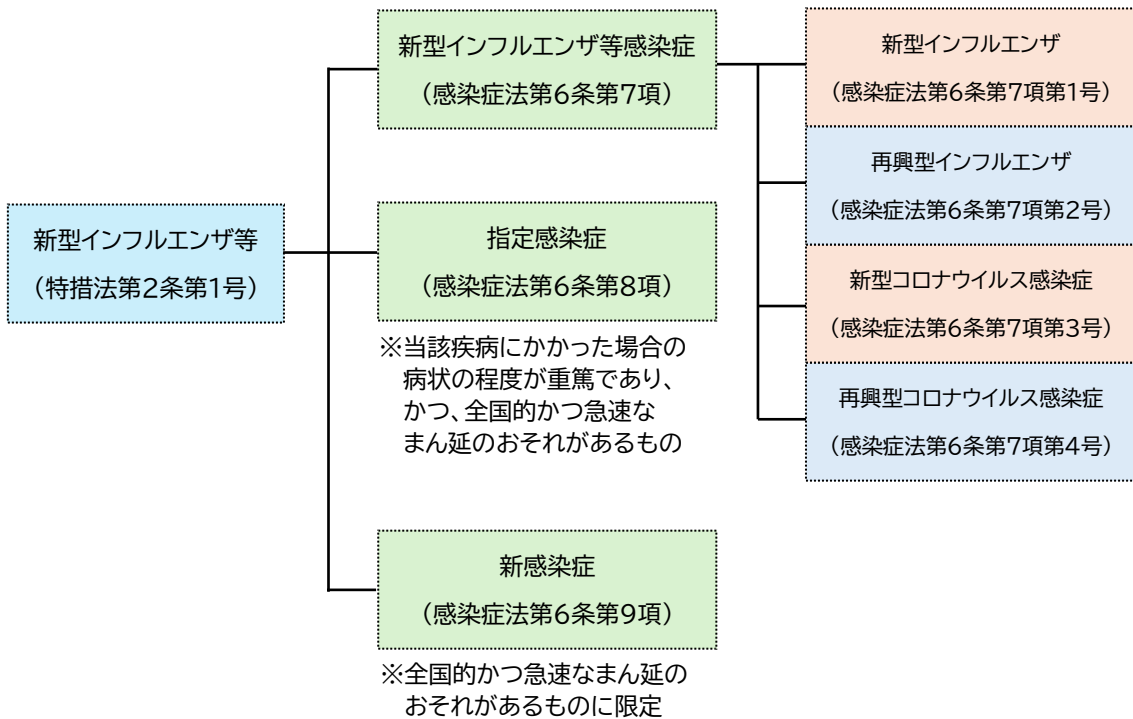 新型インフルエンザ等
（特措法第2条第1号）
新型インフルエンザ等感染症
（感染症法第6条第7項）
指定感染症
（感染症法第6条第8項）
※当該疾病にかかった場合の
病状の程度が重篤であり、
かつ、全国的かつ急速な
まん延のおそれがあるもの
新感染症
（感染症法第6条第9項）
※全国的かつ急速なまん延の
おそれがあるものに限定
新型インフルエンザ
（感染症法第6条第7項第1号）
再興型インフルエンザ
（感染症法第6条第7項第2号）
新型コロナウイルス感染症
（感染症法第6条第7項第3号）
再興型コロナウイルス感染症
（感染症法第6条第7項第4号）